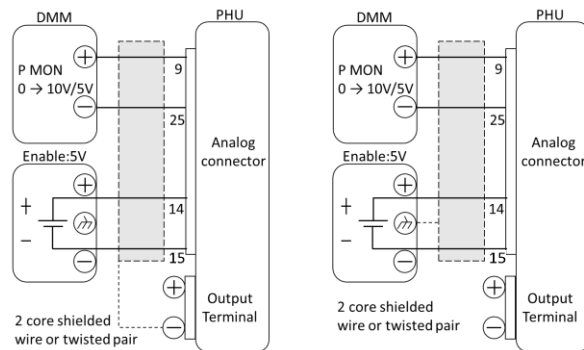 DMM
PHU
P MON
0 → 10V/5V
9
25
Enable:5V
Analog
connector
+
14
−
15
Output
Terminal
2 core shielded
wire or twisted pair
DMM
PHU
P MON
0 → 10V/5V
9
25
Enable:5V
Analog
connector
+
14
−
15
Output
Terminal
2 core shielded
wire or twisted pair